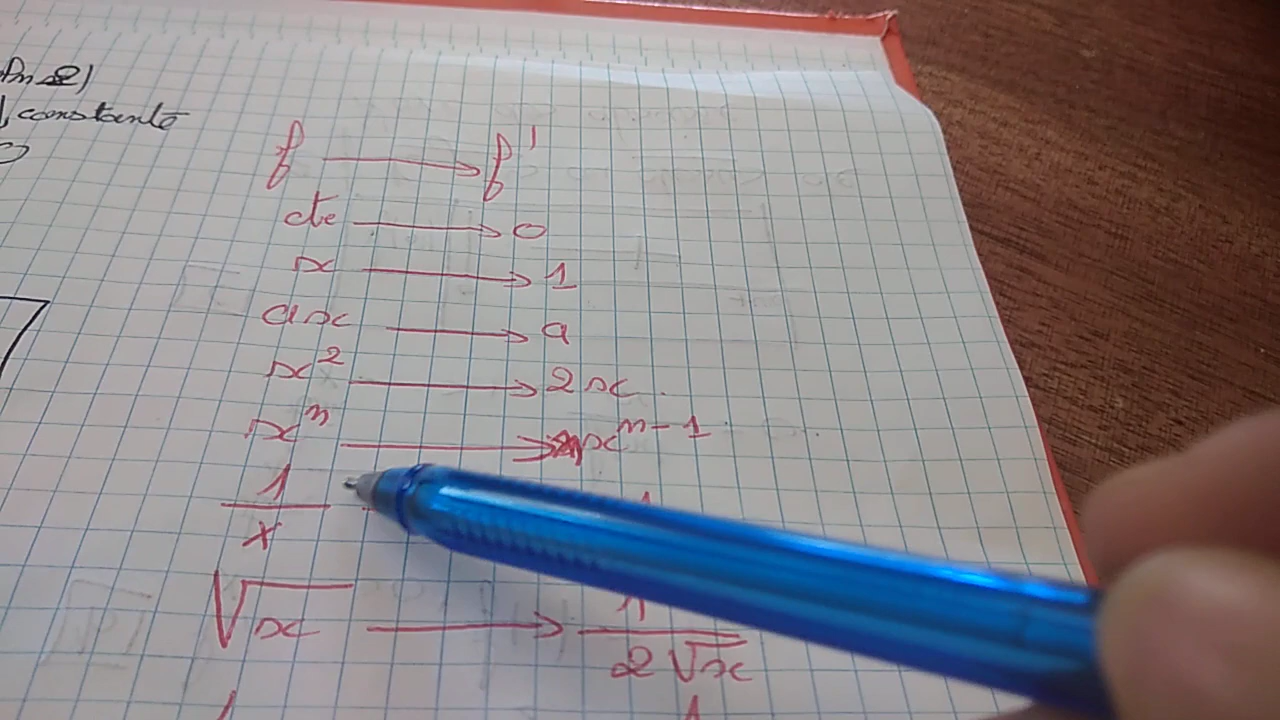 constante
f → f'
cte → 0
x → 1
ax → a
x² → 2x
xⁿ → nxⁿ⁻¹
1/x
√x → 1/(2√x)